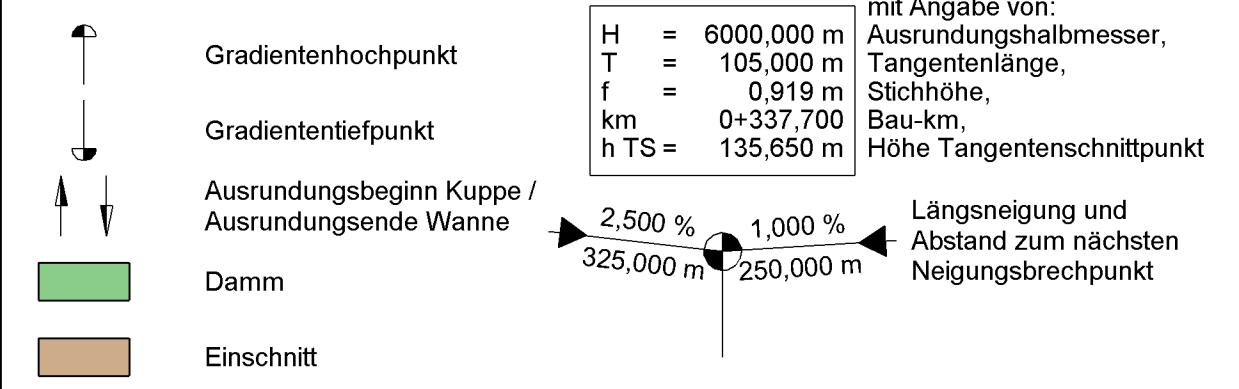 Gradientenhochpunkt
Gradiententiefpunkt
Ausrundungsbeginn Kuppe /
Ausrundungsende Wanne
Damm
Einschnitt
mit Angabe von:
H = 6000,000 m Ausrundungshalbmesser,
T = 105,000 m Tangentenlänge,
f = 0,919 m Stichhöhe,
km 0+337,700 Bau-km,
h TS = 135,650 m Höhe Tangentenschnittpunkt
2,500 % 1,000 %
325,000 m 250,000 m
Längsneigung und
Abstand zum nächsten
Neigungsbrechpunkt